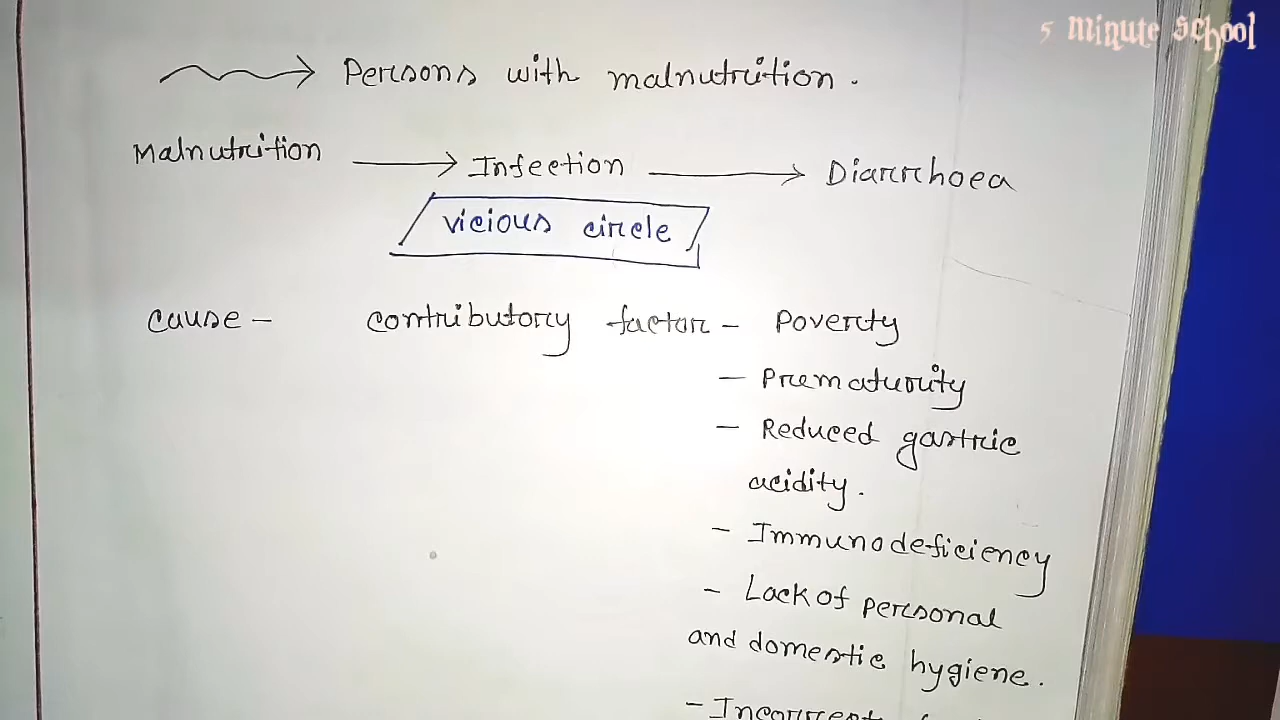 5 Minute School
Persons with malnutrition.
Malnutrition → Infection → Diarrhoea
vicious circle
cause - contributory factor - Poverty
- Prematurity
- Reduced gastric
acidity.
- Immunodeficiency
- Lack of personal
and domestic hygiene.
- Incorrect